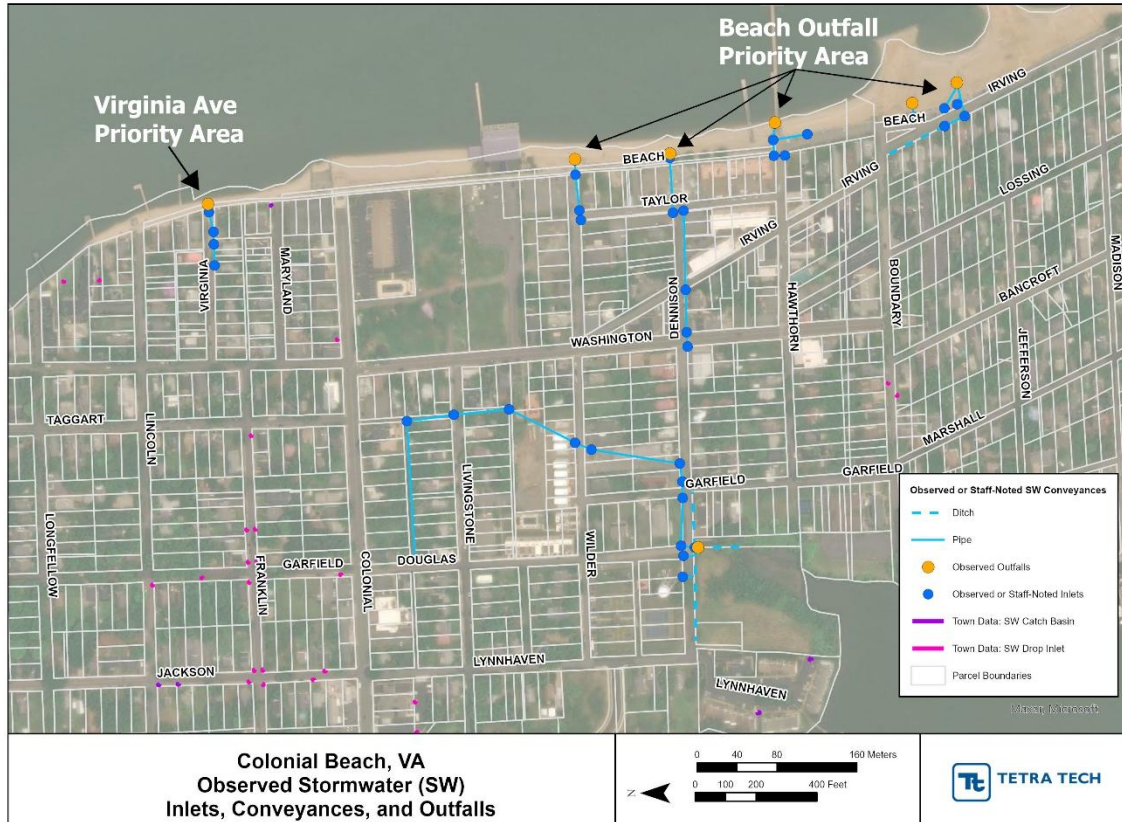 Beach Outfall
Priority Area
Virginia Ave
Priority Area
IRVING
BEACH
BEACH
LOSSING
IRVING
TAYLOR
IRVING
MADISON
MARYLAND
VIRGINIA
BOUNDARY
BANCROFT
DENNISON
HAWTHORN
JEFFERSON
WASHINGTON
TAGGART
LINCOLN
MARSHALL
LIVINGSTONE
GARFIELD
GARFIELD
LONGFELLOW
FRANKLIN
COLONIAL
WILDER
DOUGLAS
GARFIELD
JACKSON
LYNNHAVEN
LYNNHAVEN
Observed or Staff-Noted SW Conveyances
Ditch
Pipe
Observed Outfalls
Observed or Staff-Noted Inlets
Town Data: SW Catch Basin
Town Data: SW Drop Inlet
Parcel Boundaries
Maxar, Microsoft
Colonial Beach, VA
Observed Stormwater (SW)
Inlets, Conveyances, and Outfalls
0 40 80 160 Meters
0 100 200 400 Feet
N
Tt TETRA TECH